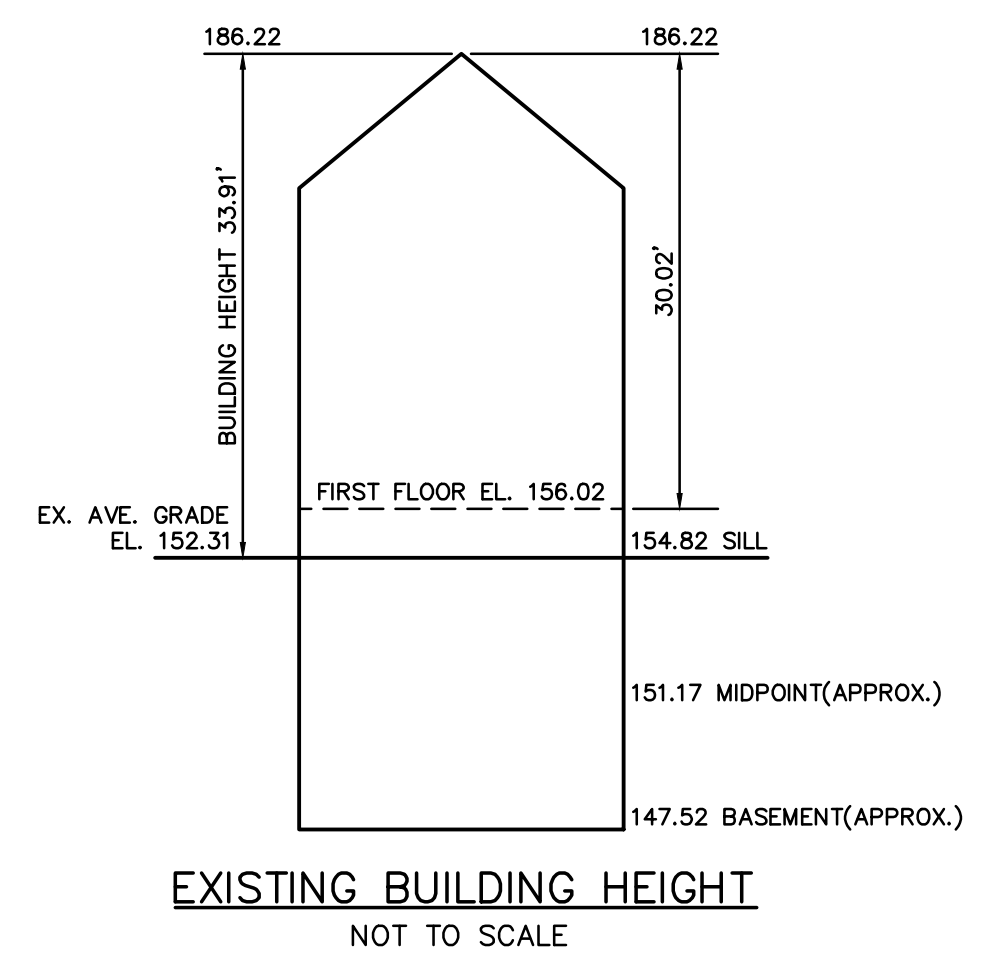 186.22
186.22
BUILDING HEIGHT 33.91'
30.02'
FIRST FLOOR EL. 156.02
EX. AVE. GRADE
EL. 152.31
154.82 SILL
151.17 MIDPOINT(APPROX.)
147.52 BASEMENT(APPROX.)
EXISTING BUILDING HEIGHT
NOT TO SCALE